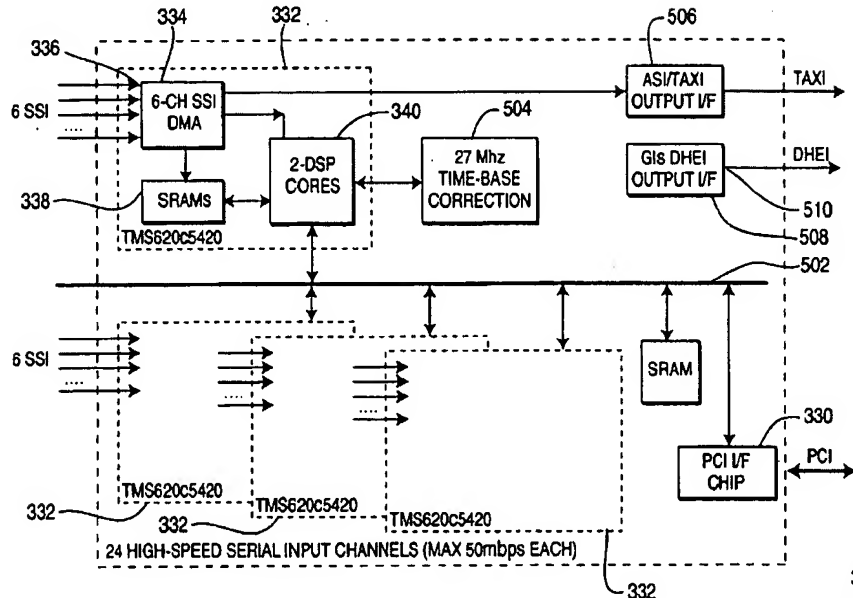 334
332
506
336
6-CH SSI
DMA
340
504
ASI/TAXI
OUTPUT I/F
TAXI
6 SSI
....
2-DSP
CORES
27 Mhz
TIME-BASE
CORRECTION
GIs DHEI
OUTPUT I/F
DHEI
338
SRAMs
510
508
TMS620c5420
502
6 SSI
....
....
....
SRAM
330
PCI I/F
CHIP
PCI
TMS620c5420
332
TMS620c5420
332
TMS620c5420
24 HIGH-SPEED SERIAL INPUT CHANNELS (MAX 50mbps EACH)
332
3